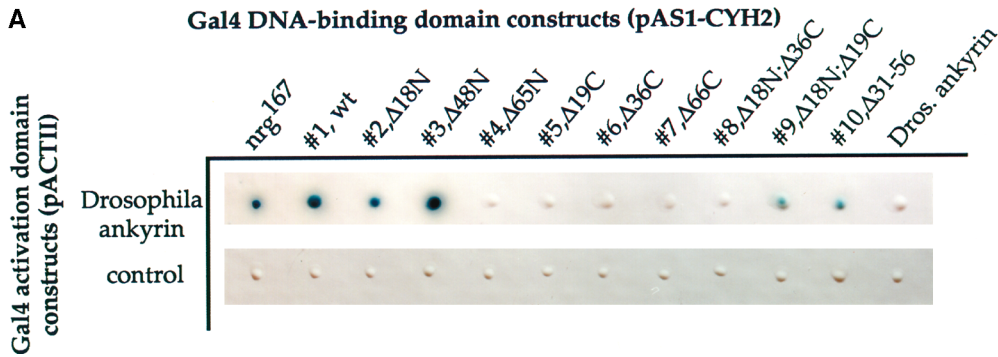 A
Gal4 DNA-binding domain constructs (pAS1-CYH2)
Gal4 activation domain
constructs (pACTII)
nrg167
#1, wt
#2,Δ18N
#3,Δ48N
#4,Δ65N
#5,Δ19C
#6,Δ36C
#7,Δ66C
#8,Δ18N;Δ36C
#9,Δ18N;Δ19C
#10,Δ31-56
Dros. ankyrin
Drosophila
ankyrin
control